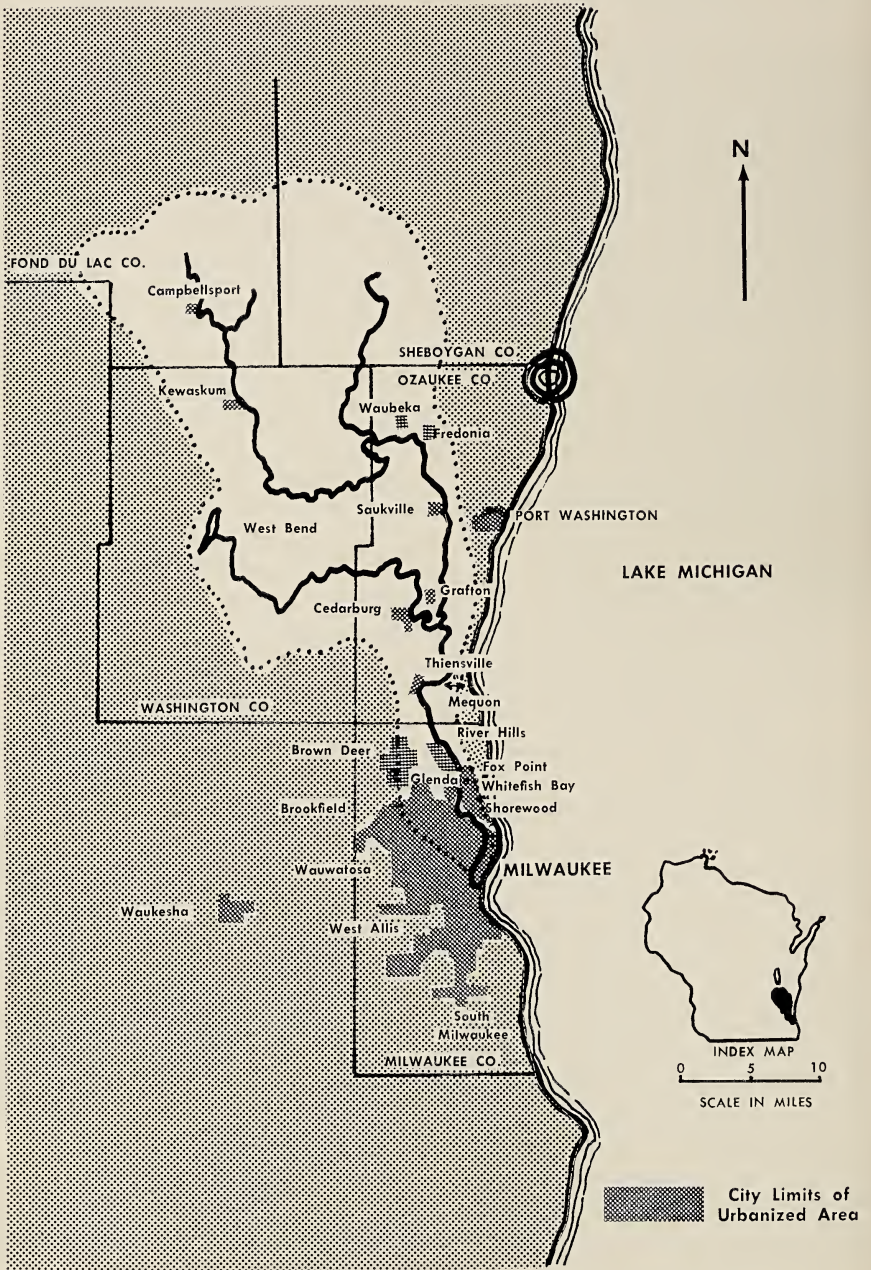 N
FOND DU LAC CO.
Campbellsport
SHEBOYGAN CO.
OZAUKEE CO.
Kewaskum
Waubeka
Fredonia
Saukville
PORT WASHINGTON
West Bend
LAKE MICHIGAN
Grafton
Cedarburg
Thiensville
Mequon
WASHINGTON CO
River Hills
Brown Deer
Fox Point
Glenda
Whitefish Bay
Brookfield
Shorewood
Wauwatosa
MILWAUKEE
Waukesha
West Allis
South
Milwaukee
MILWAUKEE CO.
INDEX MAP
0 5 10
SCALE IN MILES
City Limits of
Urbanized Area